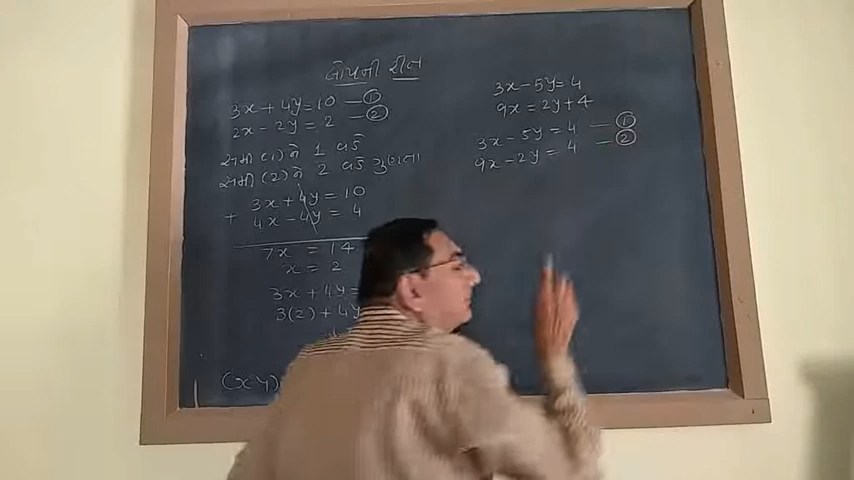 લોપની રીત
3x + 4y = 10 — ①
2x − 2y = 2 — ②
સમી (1) ને 1 વડે
સમી (2) ને 2 વડે ગુણતા
3x + 4y = 10
+ 4x − 4y = 4
7x = 14
x = 2
3x + 4y =
3(2) + 4y
(x y)
3x − 5y = 4
9x = 2y + 4
3x − 5y = 4 — ①
9x − 2y = 4 — ②